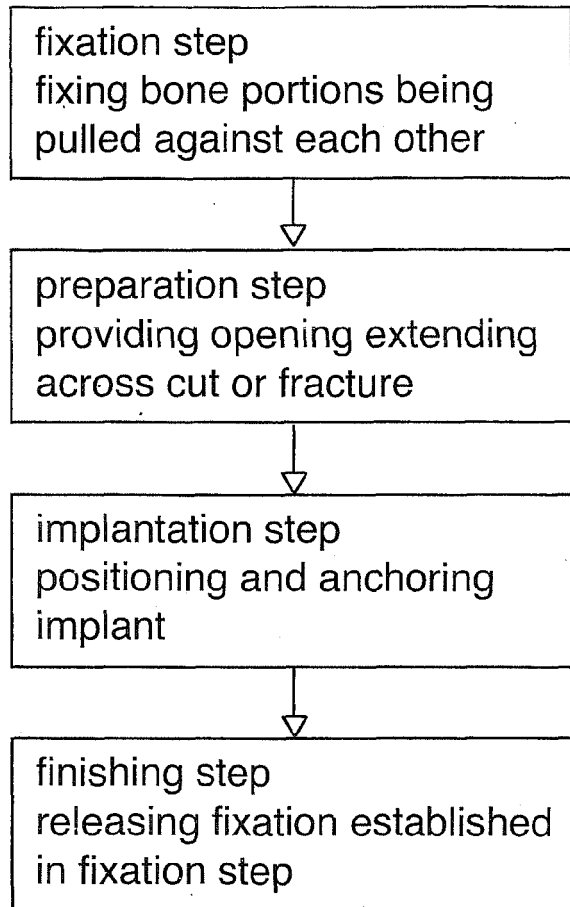 fixation step
fixing bone portions being
pulled against each other
preparation step
providing opening extending
across cut or fracture
implantation step
positioning and anchoring
implant
finishing step
releasing fixation established
in fixation step